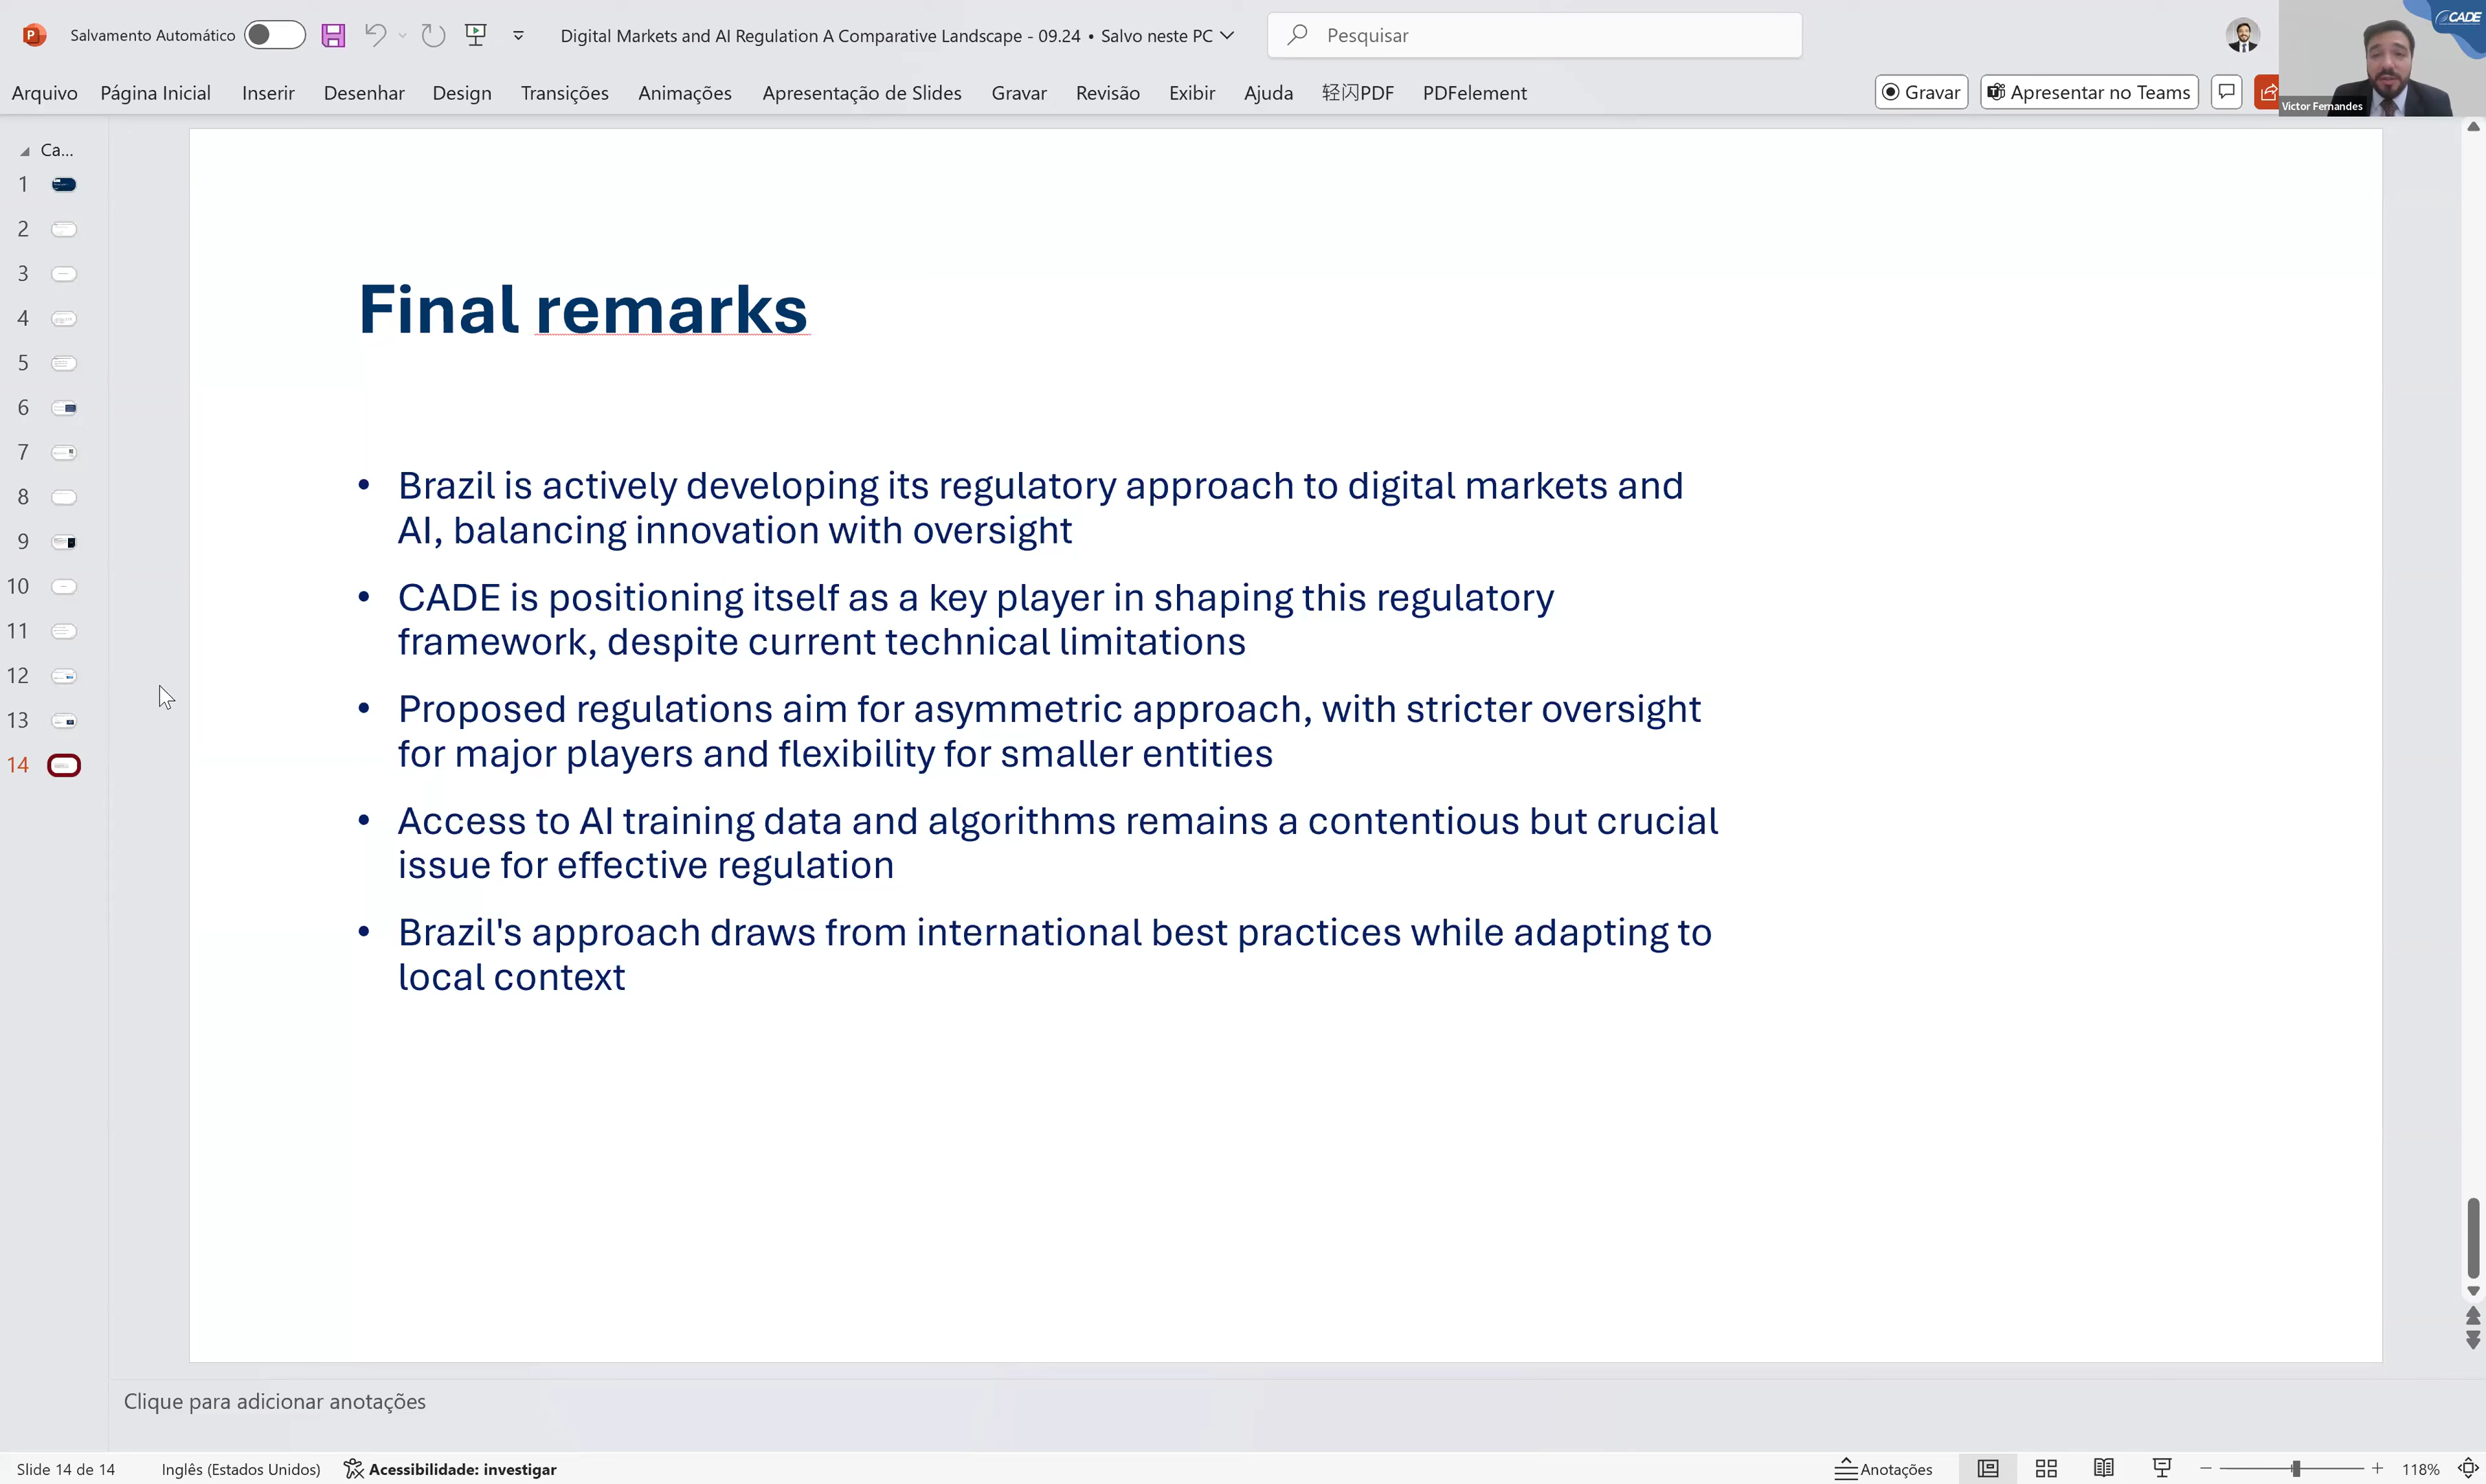 Salvamento Automático
Digital Markets and AI Regulation A Comparative Landscape - 09.24 • Salvo neste PC
Pesquisar
CADE
Arquivo Página Inicial Inserir Desenhar Design Transições Animações Apresentação de Slides Gravar Revisão Exibir Ajuda 轻闪PDF PDFelement
Gravar
Apresentar no Teams
Victor Fernandes
Ca...
1
2
3
4
5
6
7
8
9
10
11
12
13
14
Final remarks
• Brazil is actively developing its regulatory approach to digital markets and
AI, balancing innovation with oversight
• CADE is positioning itself as a key player in shaping this regulatory
framework, despite current technical limitations
• Proposed regulations aim for asymmetric approach, with stricter oversight
for major players and flexibility for smaller entities
• Access to AI training data and algorithms remains a contentious but crucial
issue for effective regulation
• Brazil's approach draws from international best practices while adapting to
local context
Clique para adicionar anotações
Slide 14 de 14
Inglês (Estados Unidos)
Acessibilidade: investigar
Anotações
118%